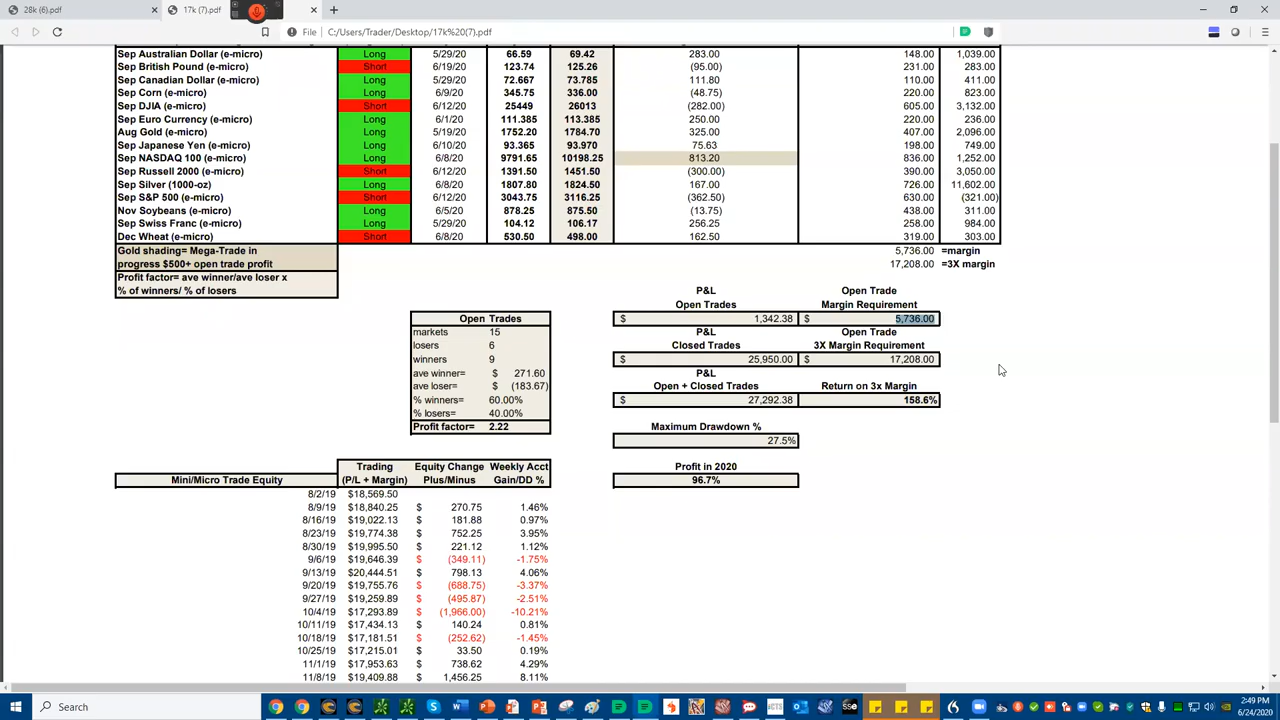 28k (6).pdf
17k (7).pdf
File | C:/Users/Trader/Desktop/17k%20(7).pdf
Sep Australian Dollar (e-micro) Long 5/29/20 66.59 69.42 283.00 148.00 1,039.00
Sep British Pound (e-micro) Short 6/19/20 123.74 125.26 (95.00) 231.00 283.00
Sep Canadian Dollar (e-micro) Long 5/29/20 72.667 73.785 111.80 110.00 411.00
Sep Corn (e-micro) Long 6/9/20 345.75 336.00 (48.75) 220.00 823.00
Sep DJIA (e-micro) Short 6/12/20 25449 26013 (282.00) 605.00 3,132.00
Sep Euro Currency (e-micro) Long 6/1/20 111.385 113.385 250.00 220.00 236.00
Aug Gold (e-micro) Long 5/19/20 1752.20 1784.70 325.00 407.00 2,096.00
Sep Japanese Yen (e-micro) Long 6/10/20 93.365 93.970 75.63 198.00 749.00
Sep NASDAQ 100 (e-micro) Long 6/8/20 9791.65 10198.25 813.20 836.00 1,252.00
Sep Russell 2000 (e-micro) Short 6/12/20 1391.50 1451.50 (300.00) 390.00 3,050.00
Sep Silver (1000-oz) Long 6/8/20 1807.80 1824.50 167.00 726.00 11,602.00
Sep S&P 500 (e-micro) Short 6/12/20 3043.75 3116.25 (362.50) 630.00 (321.00)
Nov Soybeans (e-micro) Long 6/5/20 878.25 875.50 (13.75) 438.00 311.00
Sep Swiss Franc (e-micro) Long 5/29/20 104.12 106.17 256.25 258.00 984.00
Dec Wheat (e-micro) Short 6/8/20 530.50 498.00 162.50 319.00 303.00
Gold shading= Mega-Trade in 5,736.00 =margin
progress $500+ open trade profit 17,208.00 =3X margin
Profit factor= ave winner/ave loser x
% of winners/ % of losers
P&L Open Trade
Open Trades Margin Requirement
$ 1,342.38 $ 5,736.00
P&L Open Trade
Closed Trades 3X Margin Requirement
$ 25,950.00 $ 17,208.00
P&L
Open + Closed Trades Return on 3x Margin
$ 27,292.38 158.6%
Maximum Drawdown %
27.5%
Profit in 2020
96.7%
Open Trades
markets 15
losers 6
winners 9
ave winner= $ 271.60
ave loser= $ (183.67)
% winners= 60.00%
% losers= 40.00%
Profit factor= 2.22
Trading Equity Change Weekly Acct
Mini/Micro Trade Equity (P/L + Margin) Plus/Minus Gain/DD %
8/2/19 $18,569.50
8/9/19 $18,840.25 $ 270.75 1.46%
8/16/19 $19,022.13 $ 181.88 0.97%
8/23/19 $19,774.38 $ 752.25 3.95%
8/30/19 $19,995.50 $ 221.12 1.12%
9/6/19 $19,646.39 $ (349.11) -1.75%
9/13/19 $20,444.51 $ 798.13 4.06%
9/20/19 $19,755.76 $ (688.75) -3.37%
9/27/19 $19,259.89 $ (495.87) -2.51%
10/4/19 $17,293.89 $ (1,966.00) -10.21%
10/11/19 $17,434.13 $ 140.24 0.81%
10/18/19 $17,181.51 $ (252.62) -1.45%
10/25/19 $17,215.01 $ 33.50 0.19%
11/1/19 $17,953.63 $ 738.62 4.29%
11/8/19 $19,409.88 $ 1,456.25 8.11%
Search
2:49 PM
6/24/2020